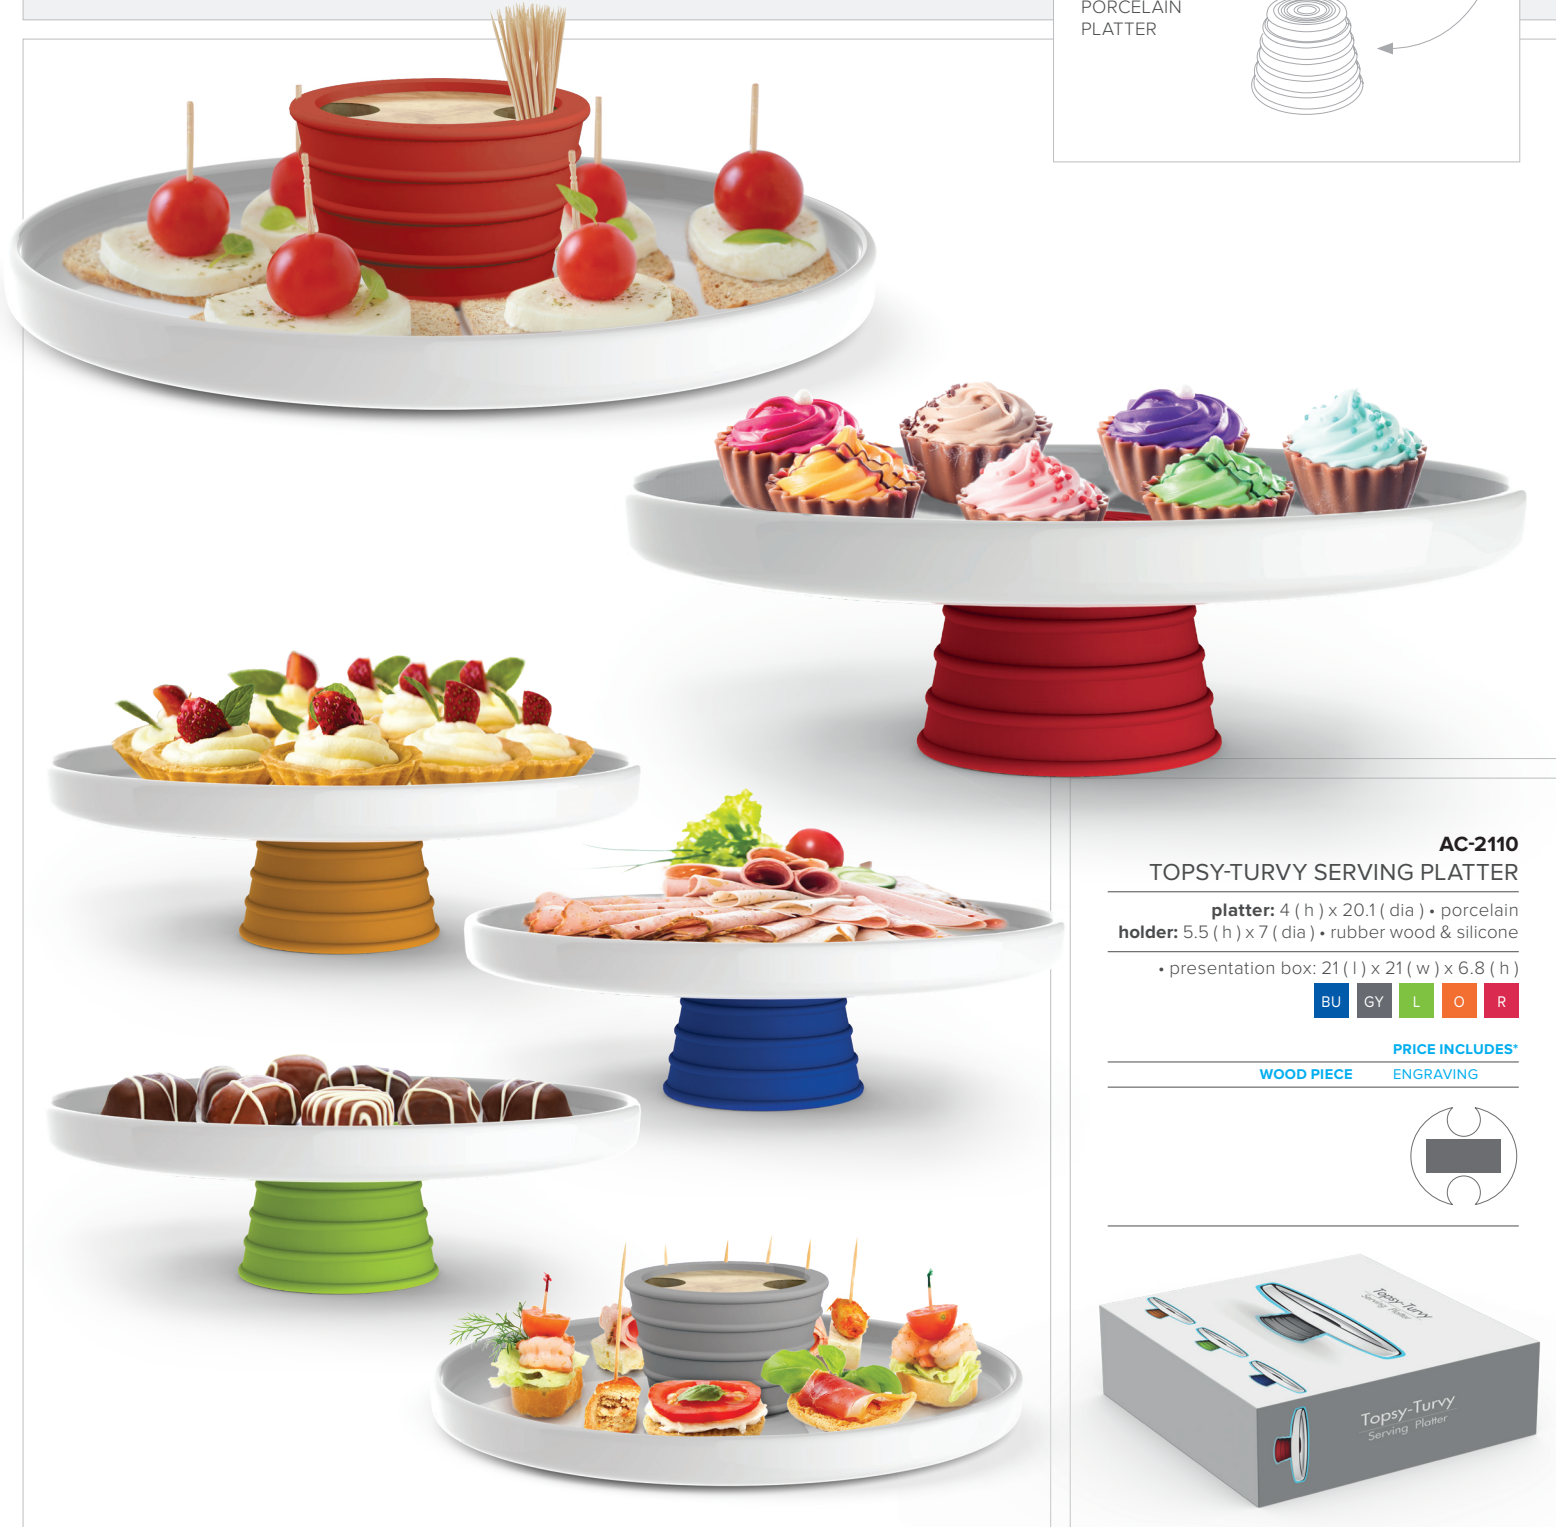 PORCELAIN
PLATTER
AC-2110
TOPSY-TURVY SERVING PLATTER
platter: 4 ( h ) x 20.1 ( dia ) • porcelain
holder: 5.5 ( h ) x 7 ( dia ) • rubber wood & silicone
• presentation box: 21 ( l ) x 21 ( w ) x 6.8 ( h )
BU GY L O R
PRICE INCLUDES*
WOOD PIECE ENGRAVING
Topsy-Turvy
Serving Platter
Topsy-Turvy
Serving Platter